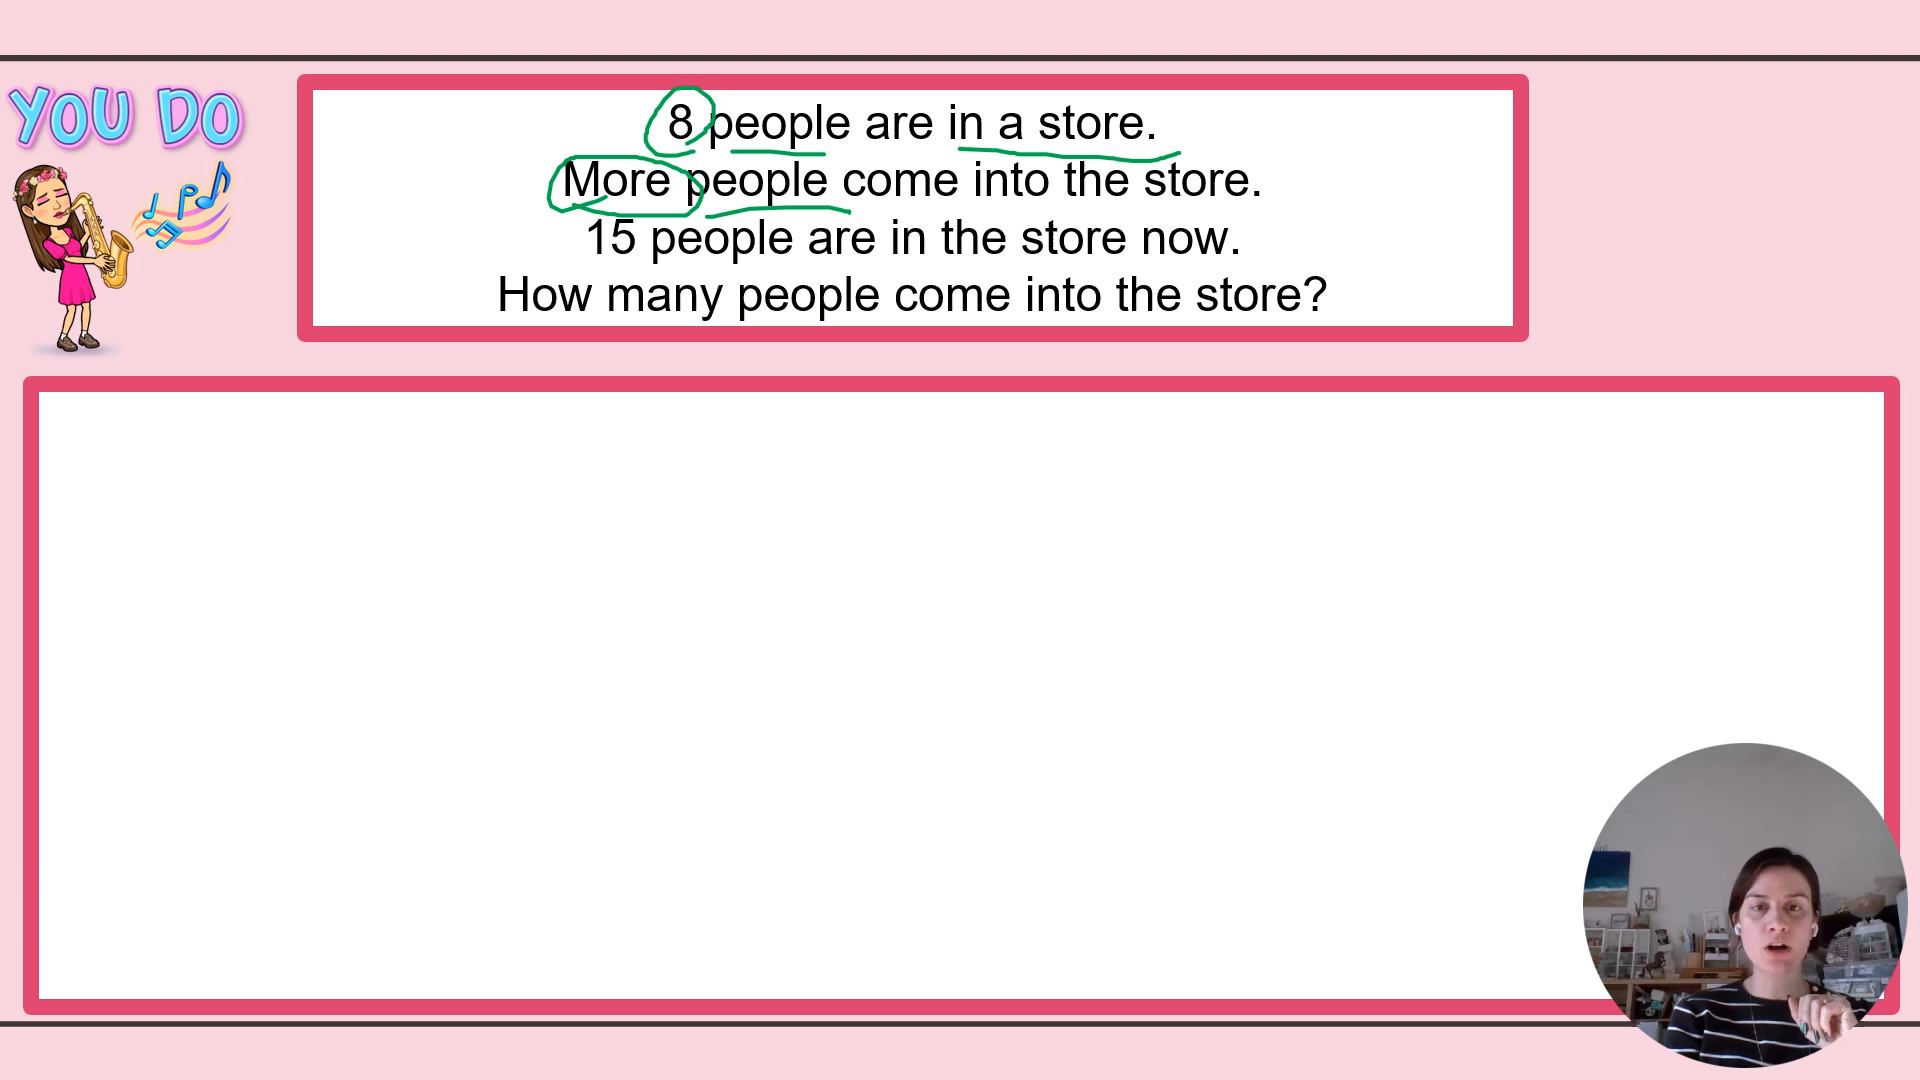 YOU DO
8 people are in a store.
More people come into the store.
15 people are in the store now.
How many people come into the store?